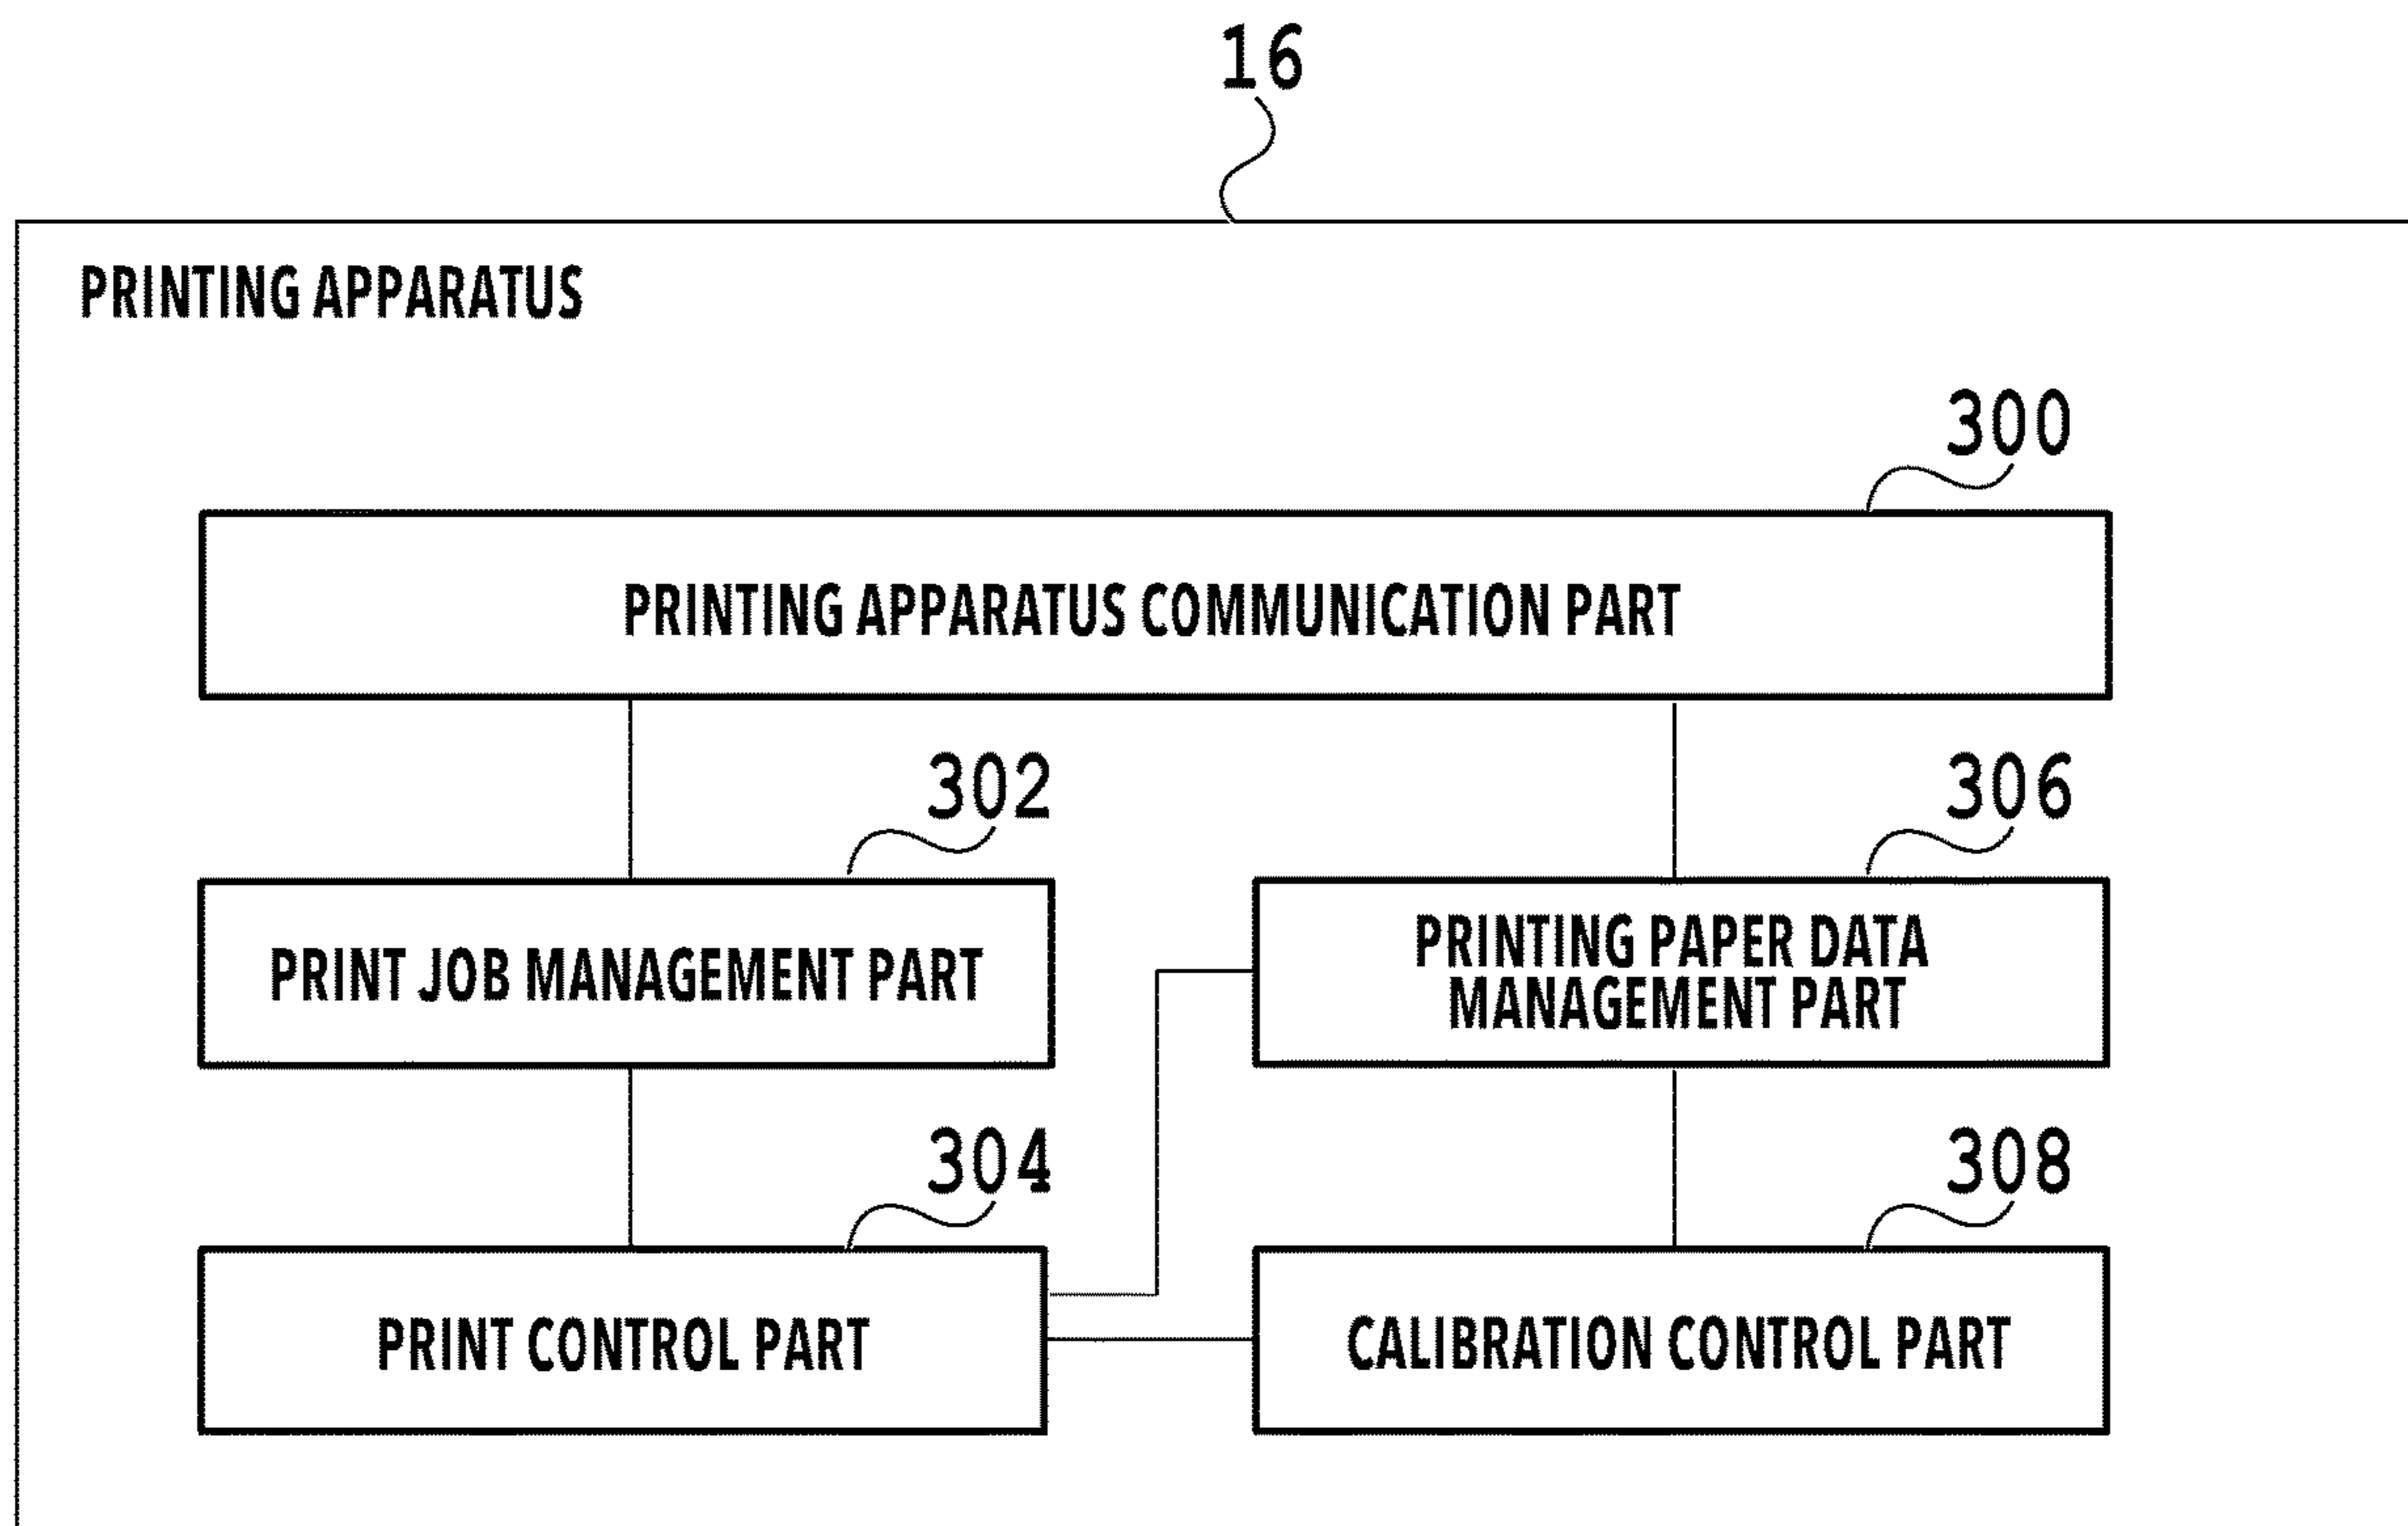 16
PRINTING APPARATUS
300
PRINTING APPARATUS COMMUNICATION PART
302
306
PRINT JOB MANAGEMENT PART
PRINTING PAPER DATA
MANAGEMENT PART
304
308
PRINT CONTROL PART
CALIBRATION CONTROL PART